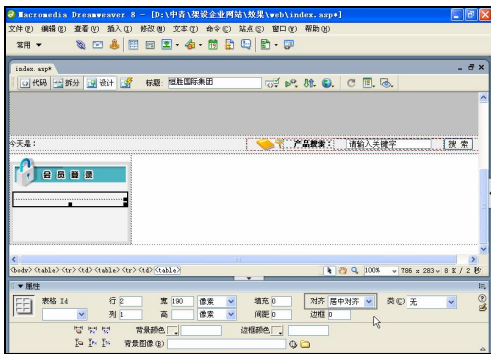 Macromedia Dreamweaver 8 - [D:\中青\架设企业网站\效果\web\index.asp*]
文件(F) 编辑(E) 查看(V) 插入(I) 修改(M) 文本(T) 命令(C) 站点(S) 窗口(W) 帮助(H)
常用
index.asp*
代码 拆分 设计 标题: 恒胜国际集团
今天是: 产品搜索: 请输入关键字 搜索
会员登录
<body> <table> <tr> <td> <table> <tr> <td> <table> 100% 786 x 283 8 K / 2 秒
属性
表格 Id 行 2 宽 190 像素 填充 0 对齐 居中对齐 类(C) 无
列 1 高 像素 间距 0 边框 0
背景颜色 边框颜色
背景图像(B)